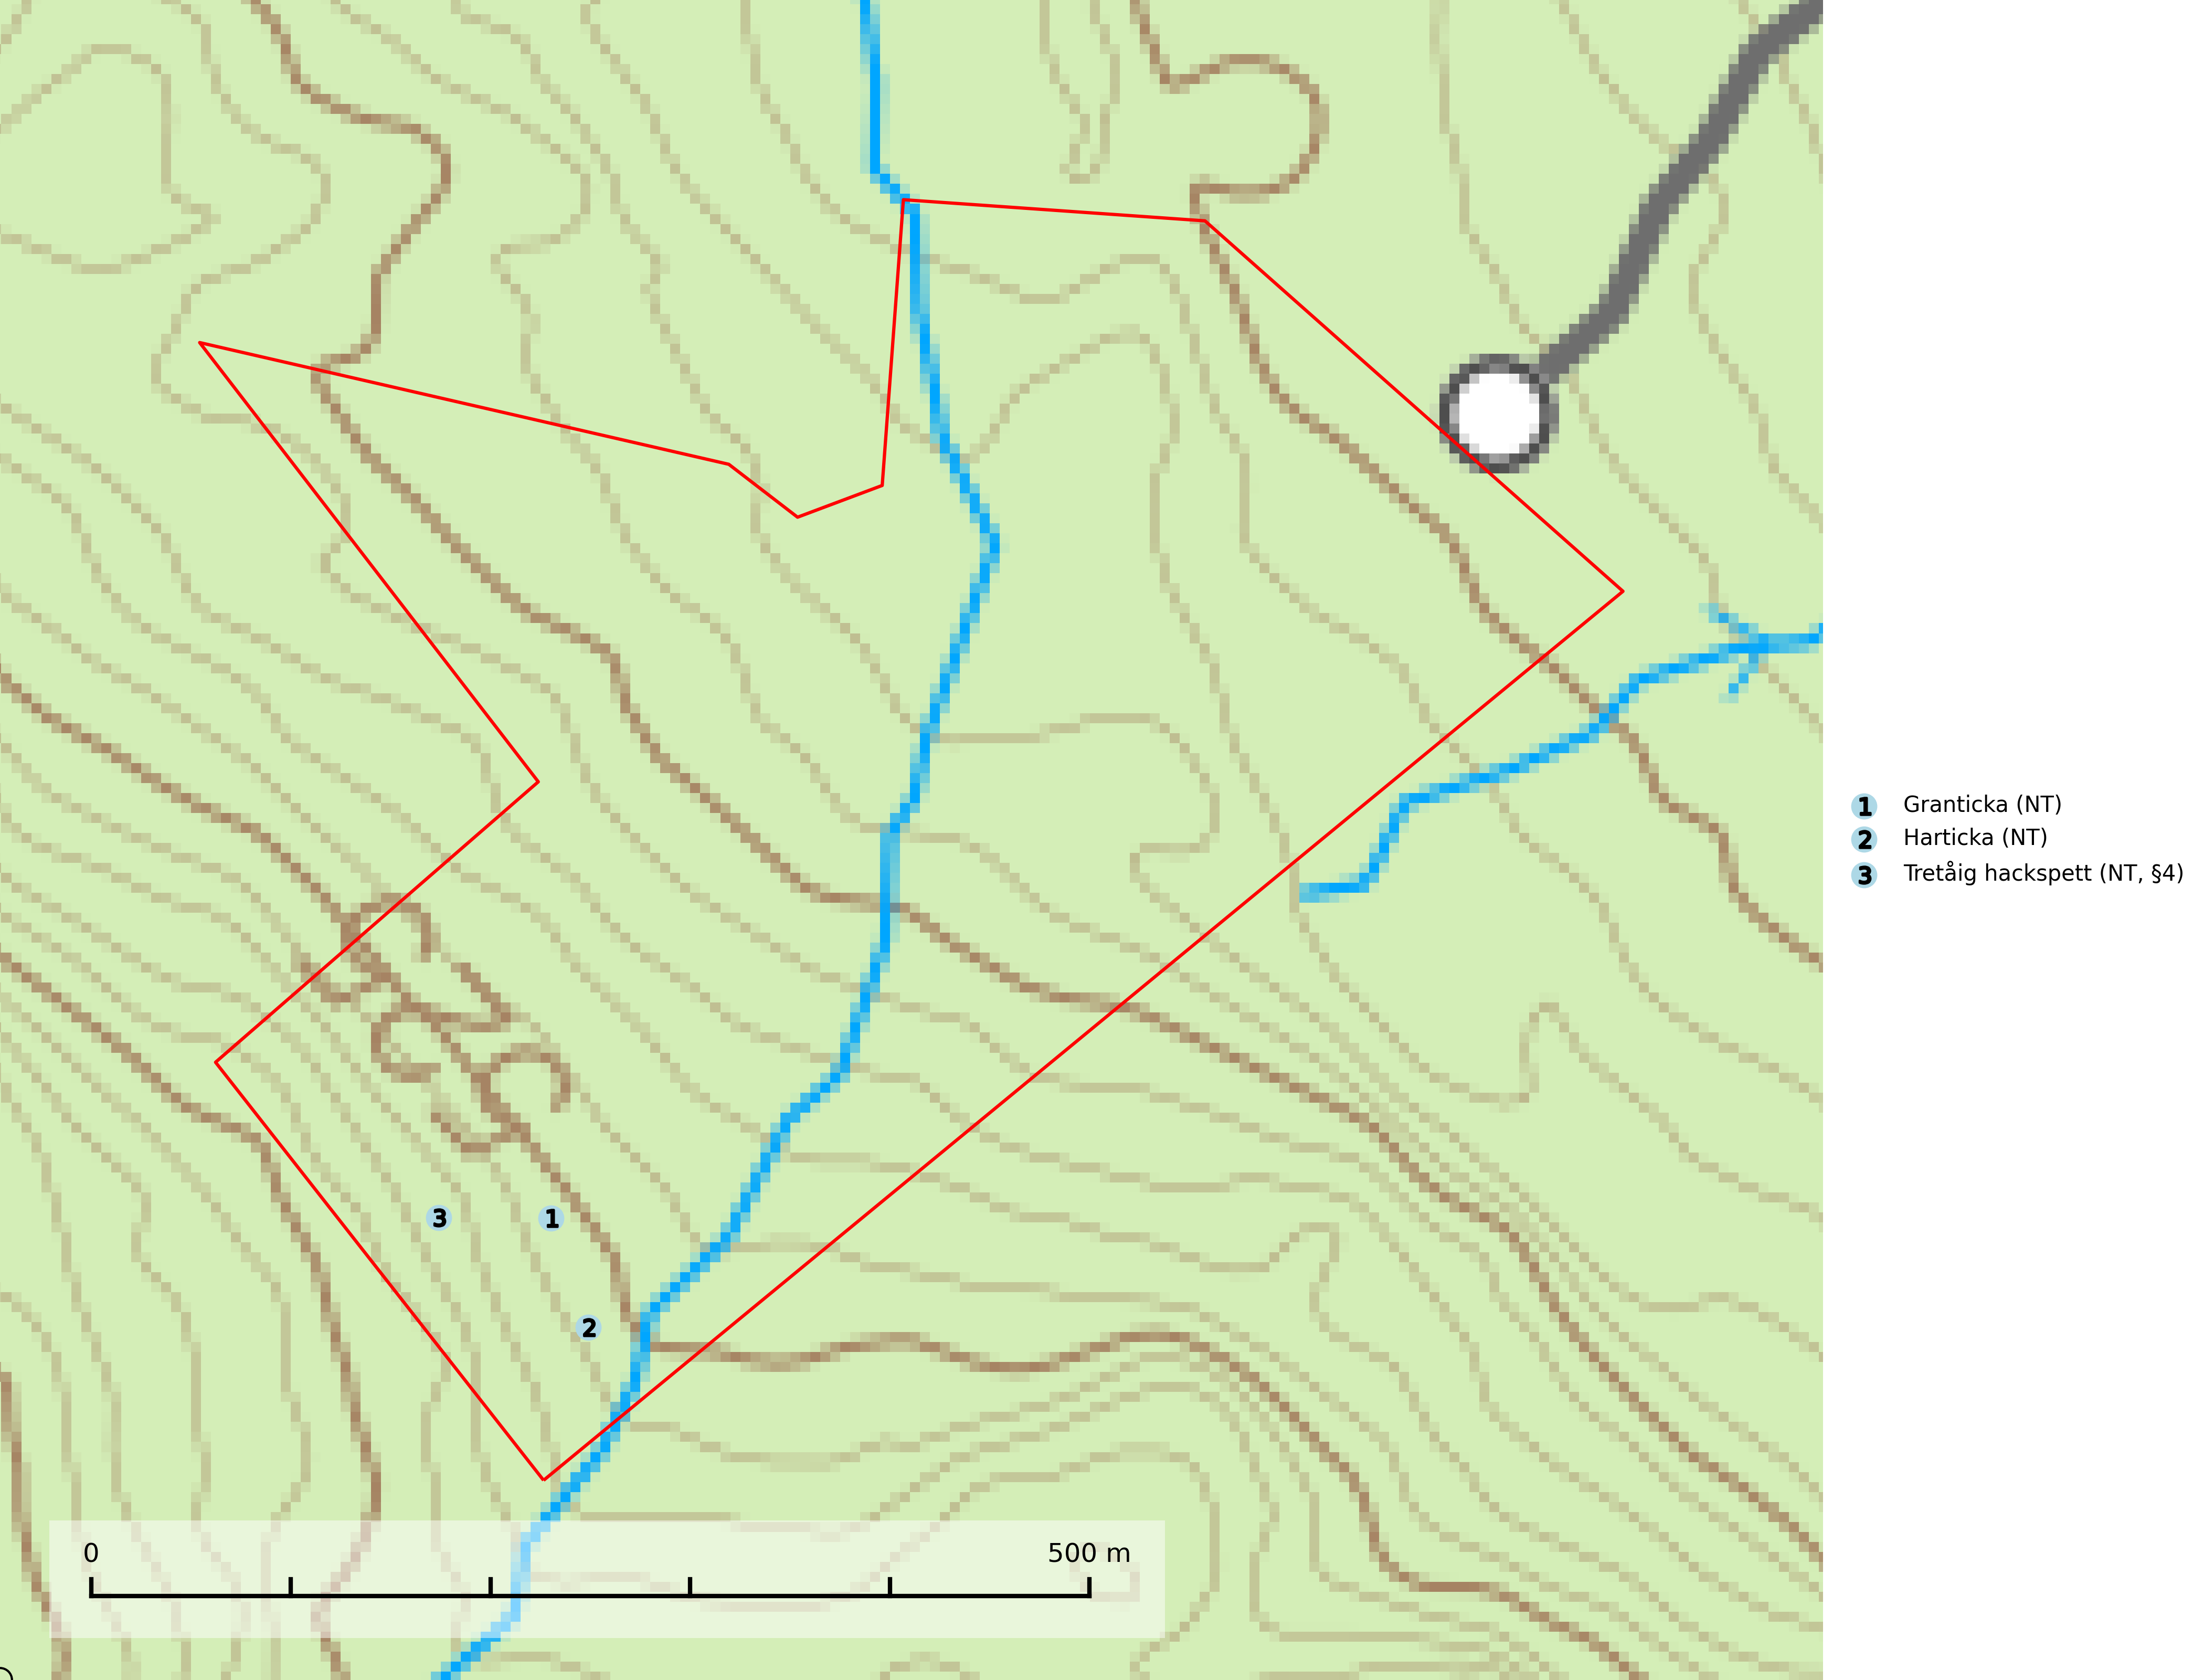 1 Granticka (NT)
2 Harticka (NT)
3 Tretåig hackspett (NT, §4)
3 1
2
0 500 m